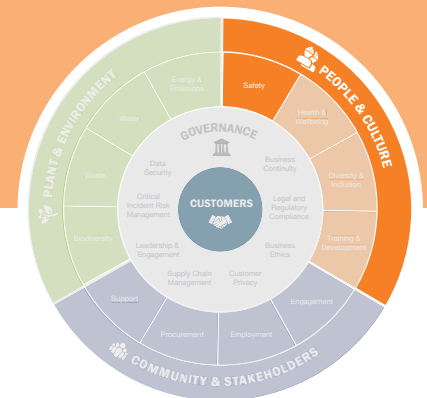 PLANT & ENVIRONMENT
PEOPLE & CULTURE
COMMUNITY & STAKEHOLDERS
Energy &
Emissions
Water
Waste
Biodiversity
Safety
Health &
Wellbeing
Diversity &
Inclusion
Training &
Development
Engagement
Employment
Procurement
Support
GOVERNANCE
Data
Security
Critical
Incident Risk
Management
Leadership &
Engagement
Supply Chain
Management
Customer
Privacy
Business
Ethics
Legal and
Regulatory
Compliance
Business
Continuity
CUSTOMERS